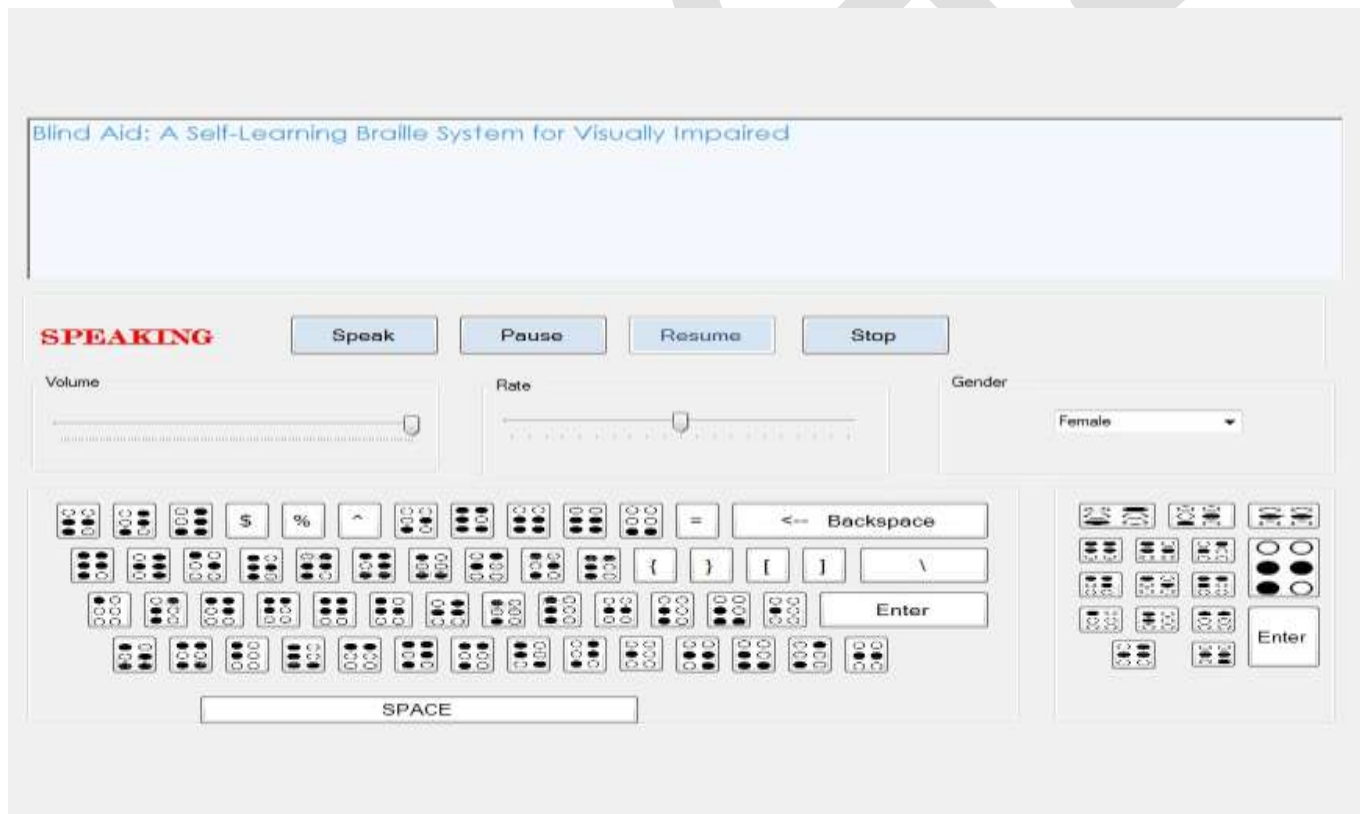 Blind Aid: A Self-Learning Braille System for Visually Impaired
SPEAKING Speak Pause Resume Stop
Volume Rate Gender
Female
$ % ^ = <-- Backspace
{ } [ ] \
Enter
Enter
SPACE